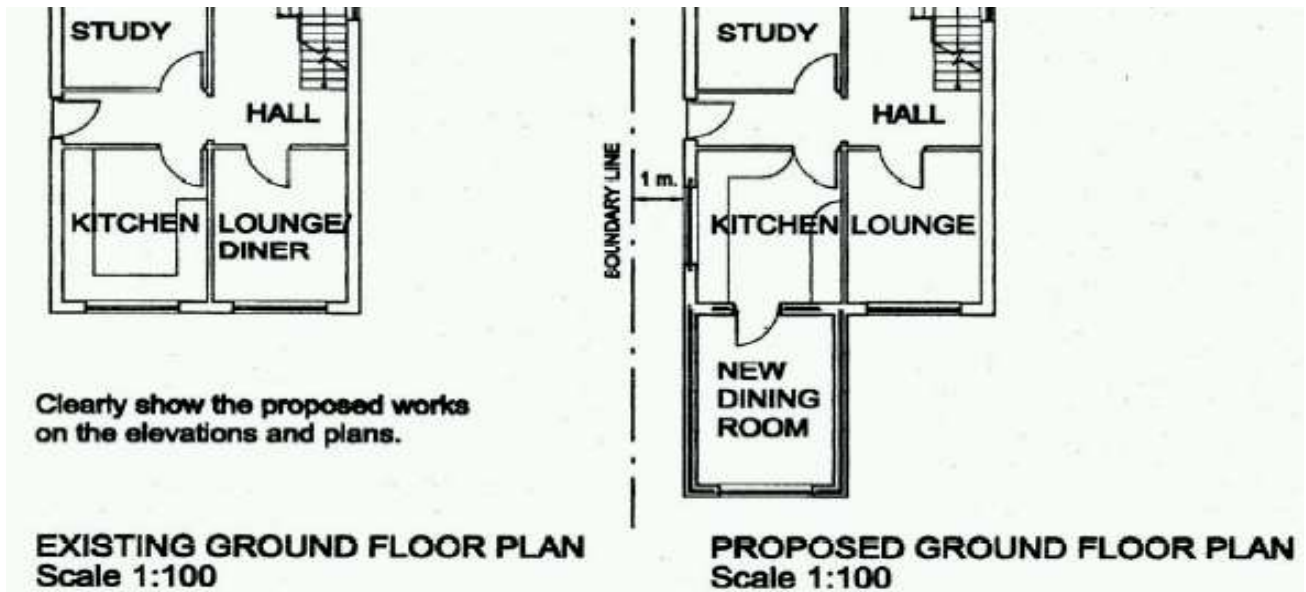 STUDY
HALL
KITCHEN
LOUNGE/
DINER
Clearly show the proposed works
on the elevations and plans.
EXISTING GROUND FLOOR PLAN
Scale 1:100
BOUNDARY LINE
1 m.
STUDY
HALL
KITCHEN
LOUNGE
NEW
DINING
ROOM
PROPOSED GROUND FLOOR PLAN
Scale 1:100